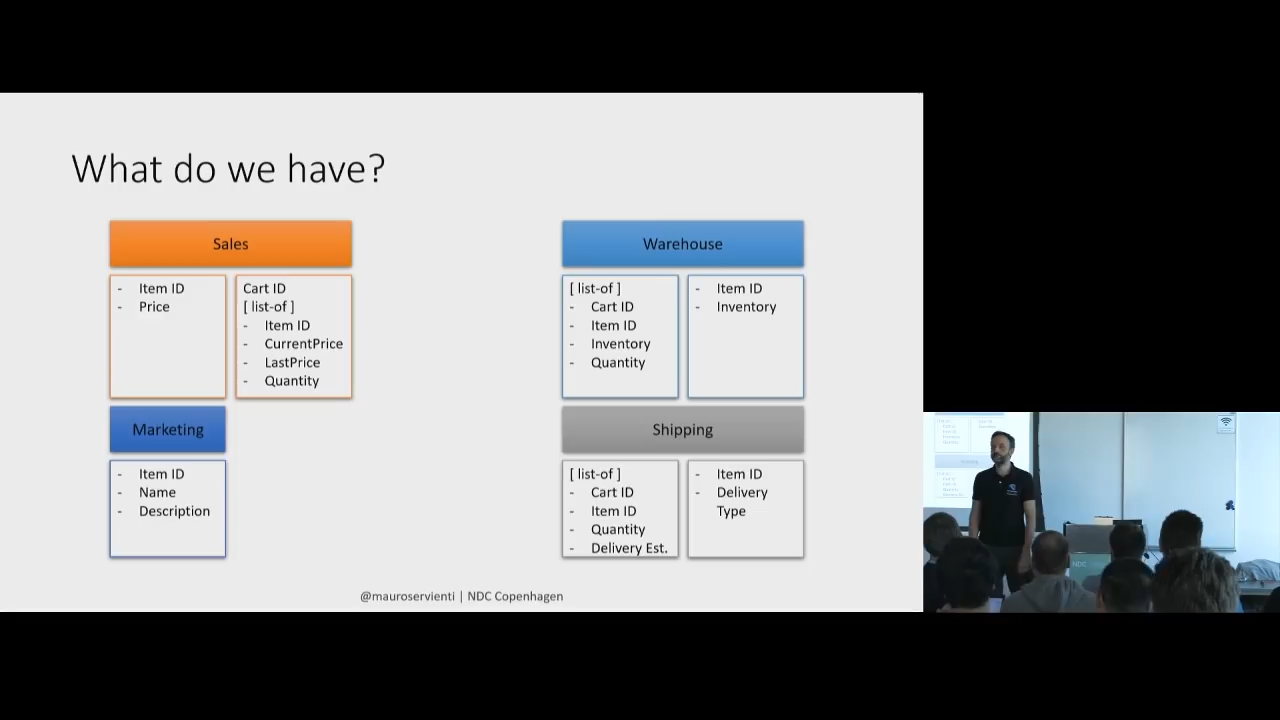 What do we have?
Sales
- Item ID
- Price
Cart ID
[ list-of ]
- Item ID
- CurrentPrice
- LastPrice
- Quantity
Marketing
- Item ID
- Name
- Description
Warehouse
[ list-of ]
- Cart ID
- Item ID
- Inventory
- Quantity
- Item ID
- Inventory
Shipping
[ list-of ]
- Cart ID
- Item ID
- Quantity
- Delivery Est.
- Item ID
- Delivery
Type
@mauroservienti | NDC Copenhagen
NDC